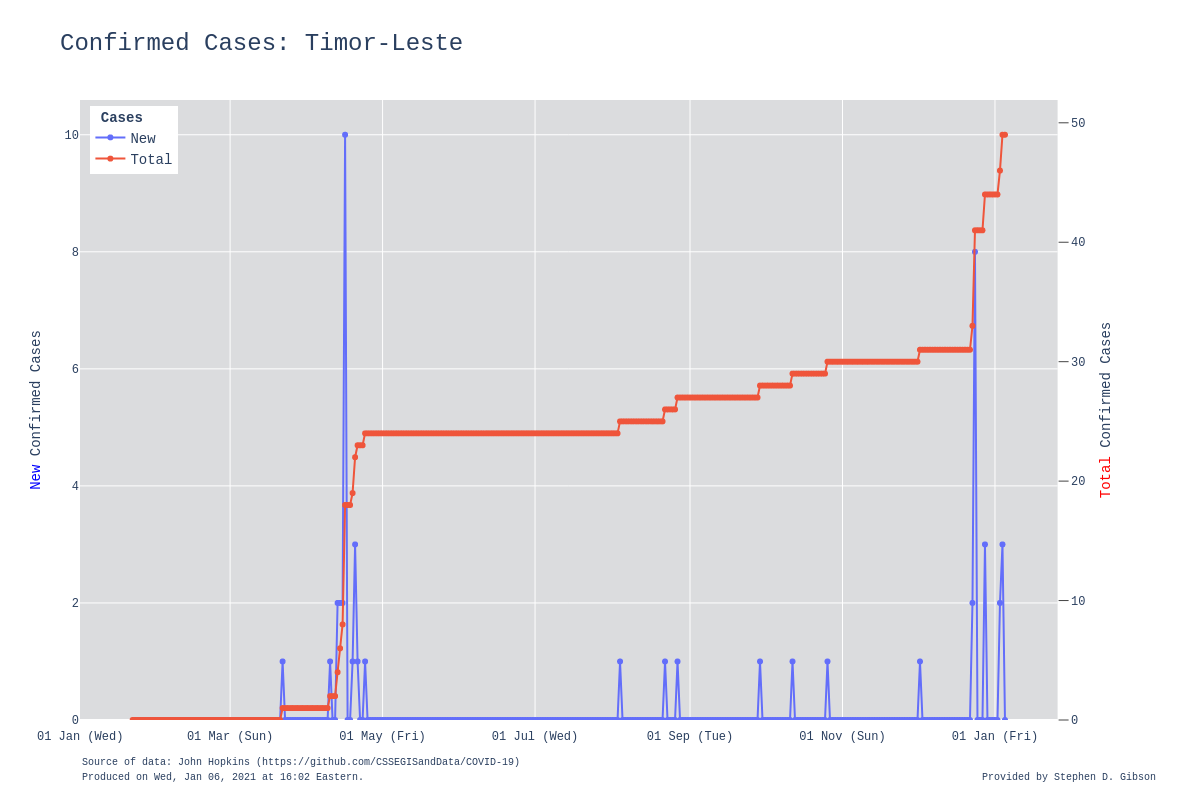 Confirmed Cases: Timor-Leste
Cases
New
Total
10
8
6
4
2
0
50
40
30
20
10
0
New Confirmed Cases
Total Confirmed Cases
01 Jan (Wed)
01 Mar (Sun)
01 May (Fri)
01 Jul (Wed)
01 Sep (Tue)
01 Nov (Sun)
01 Jan (Fri)
Source of data: John Hopkins (https://github.com/CSSEGISandData/COVID-19)
Produced on Wed, Jan 06, 2021 at 16:02 Eastern.
Provided by Stephen D. Gibson